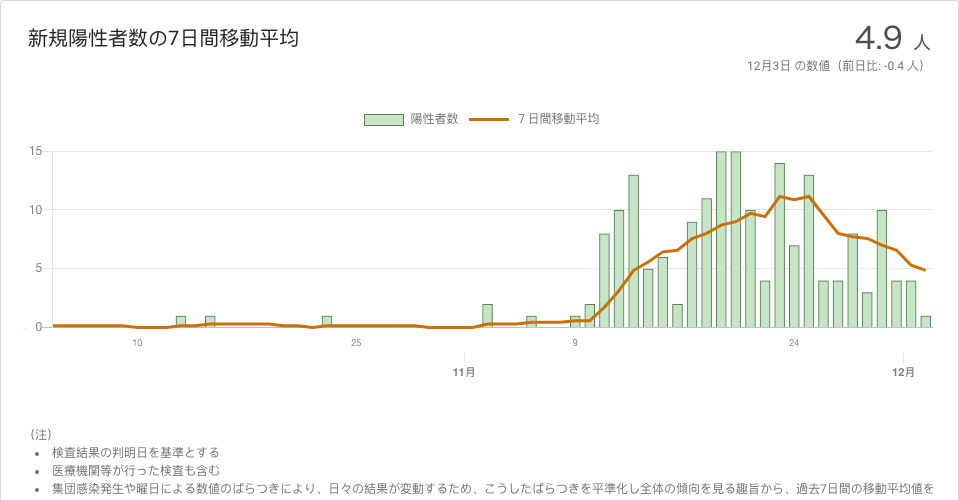 新規陽性者数の7日間移動平均
4.9 人
12月3日 の数値（前日比: -0.4 人）
陽性者数 7 日間移動平均
15
10
5
0
10 25 9 24
11月 12月
（注）
• 検査結果の判明日を基準とする
• 医療機関等が行った検査も含む
• 集団感染発生や曜日による数値のばらつきにより、日々の結果が変動するため、こうしたばらつきを平準化し全体の傾向を見る趣旨から、過去7日間の移動平均値を